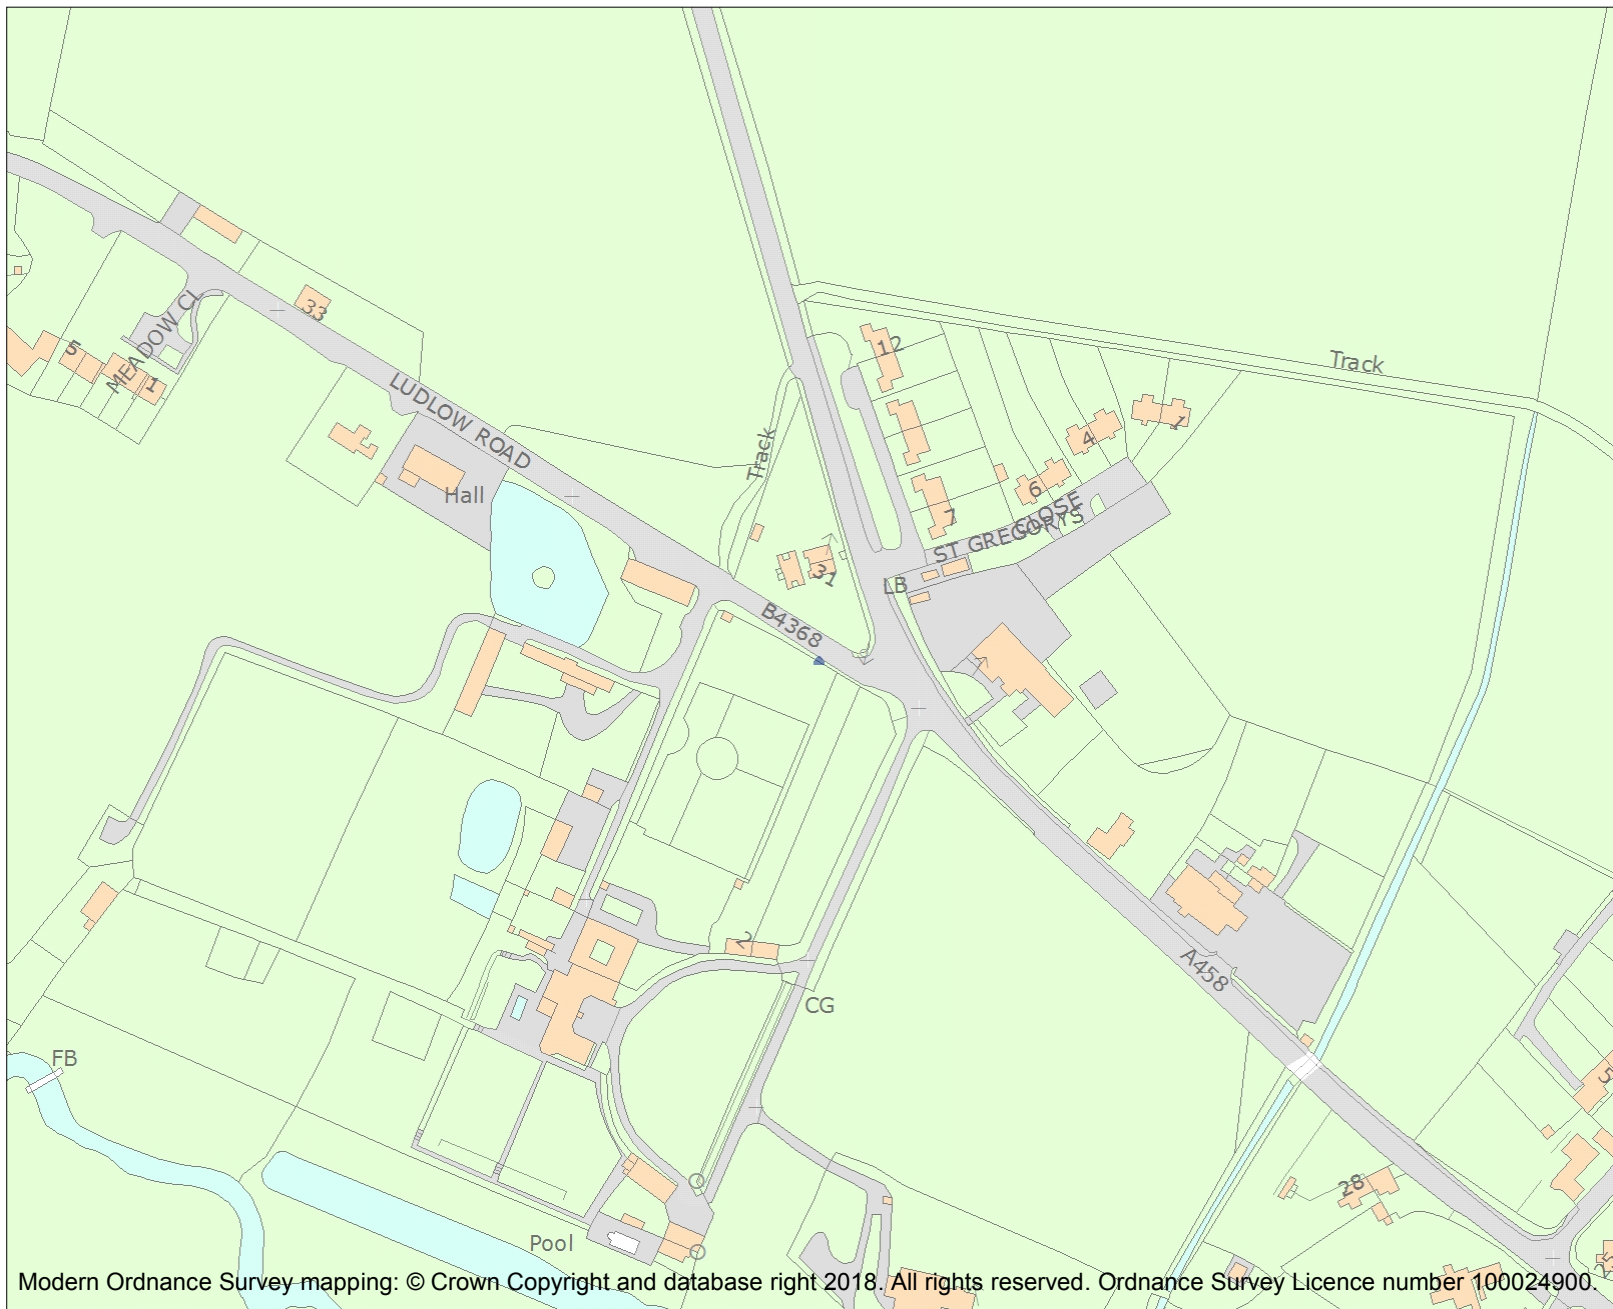 MEADOW CL
5
1
33
LUDLOW ROAD
Hall
Track
12
Track
1
4
6
7
ST GREGORYS
CLOSE
31
LB
B4368
2
A458
CG
FB
5
28
25
Pool
Modern Ordnance Survey mapping: © Crown Copyright and database right 2018. All rights reserved. Ordnance Survey Licence number 100024900.